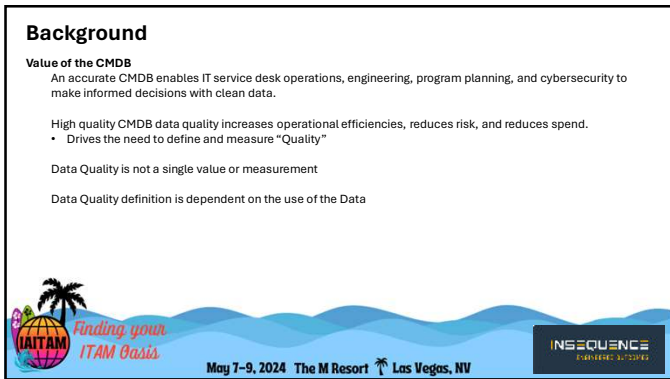 Background
Value of the CMDB
An accurate CMDB enables IT service desk operations, engineering, program planning, and cybersecurity to
make informed decisions with clean data.
High quality CMDB data quality increases operational efficiencies, reduces risk, and reduces spend.
• Drives the need to define and measure “Quality”
Data Quality is not a single value or measurement
Data Quality definition is dependent on the use of the Data
IAITAM
Finding your
ITAM Oasis
May 7-9, 2024 The M Resort Las Vegas, NV
INSEQUENCE
ENGINEERED OUTCOMES